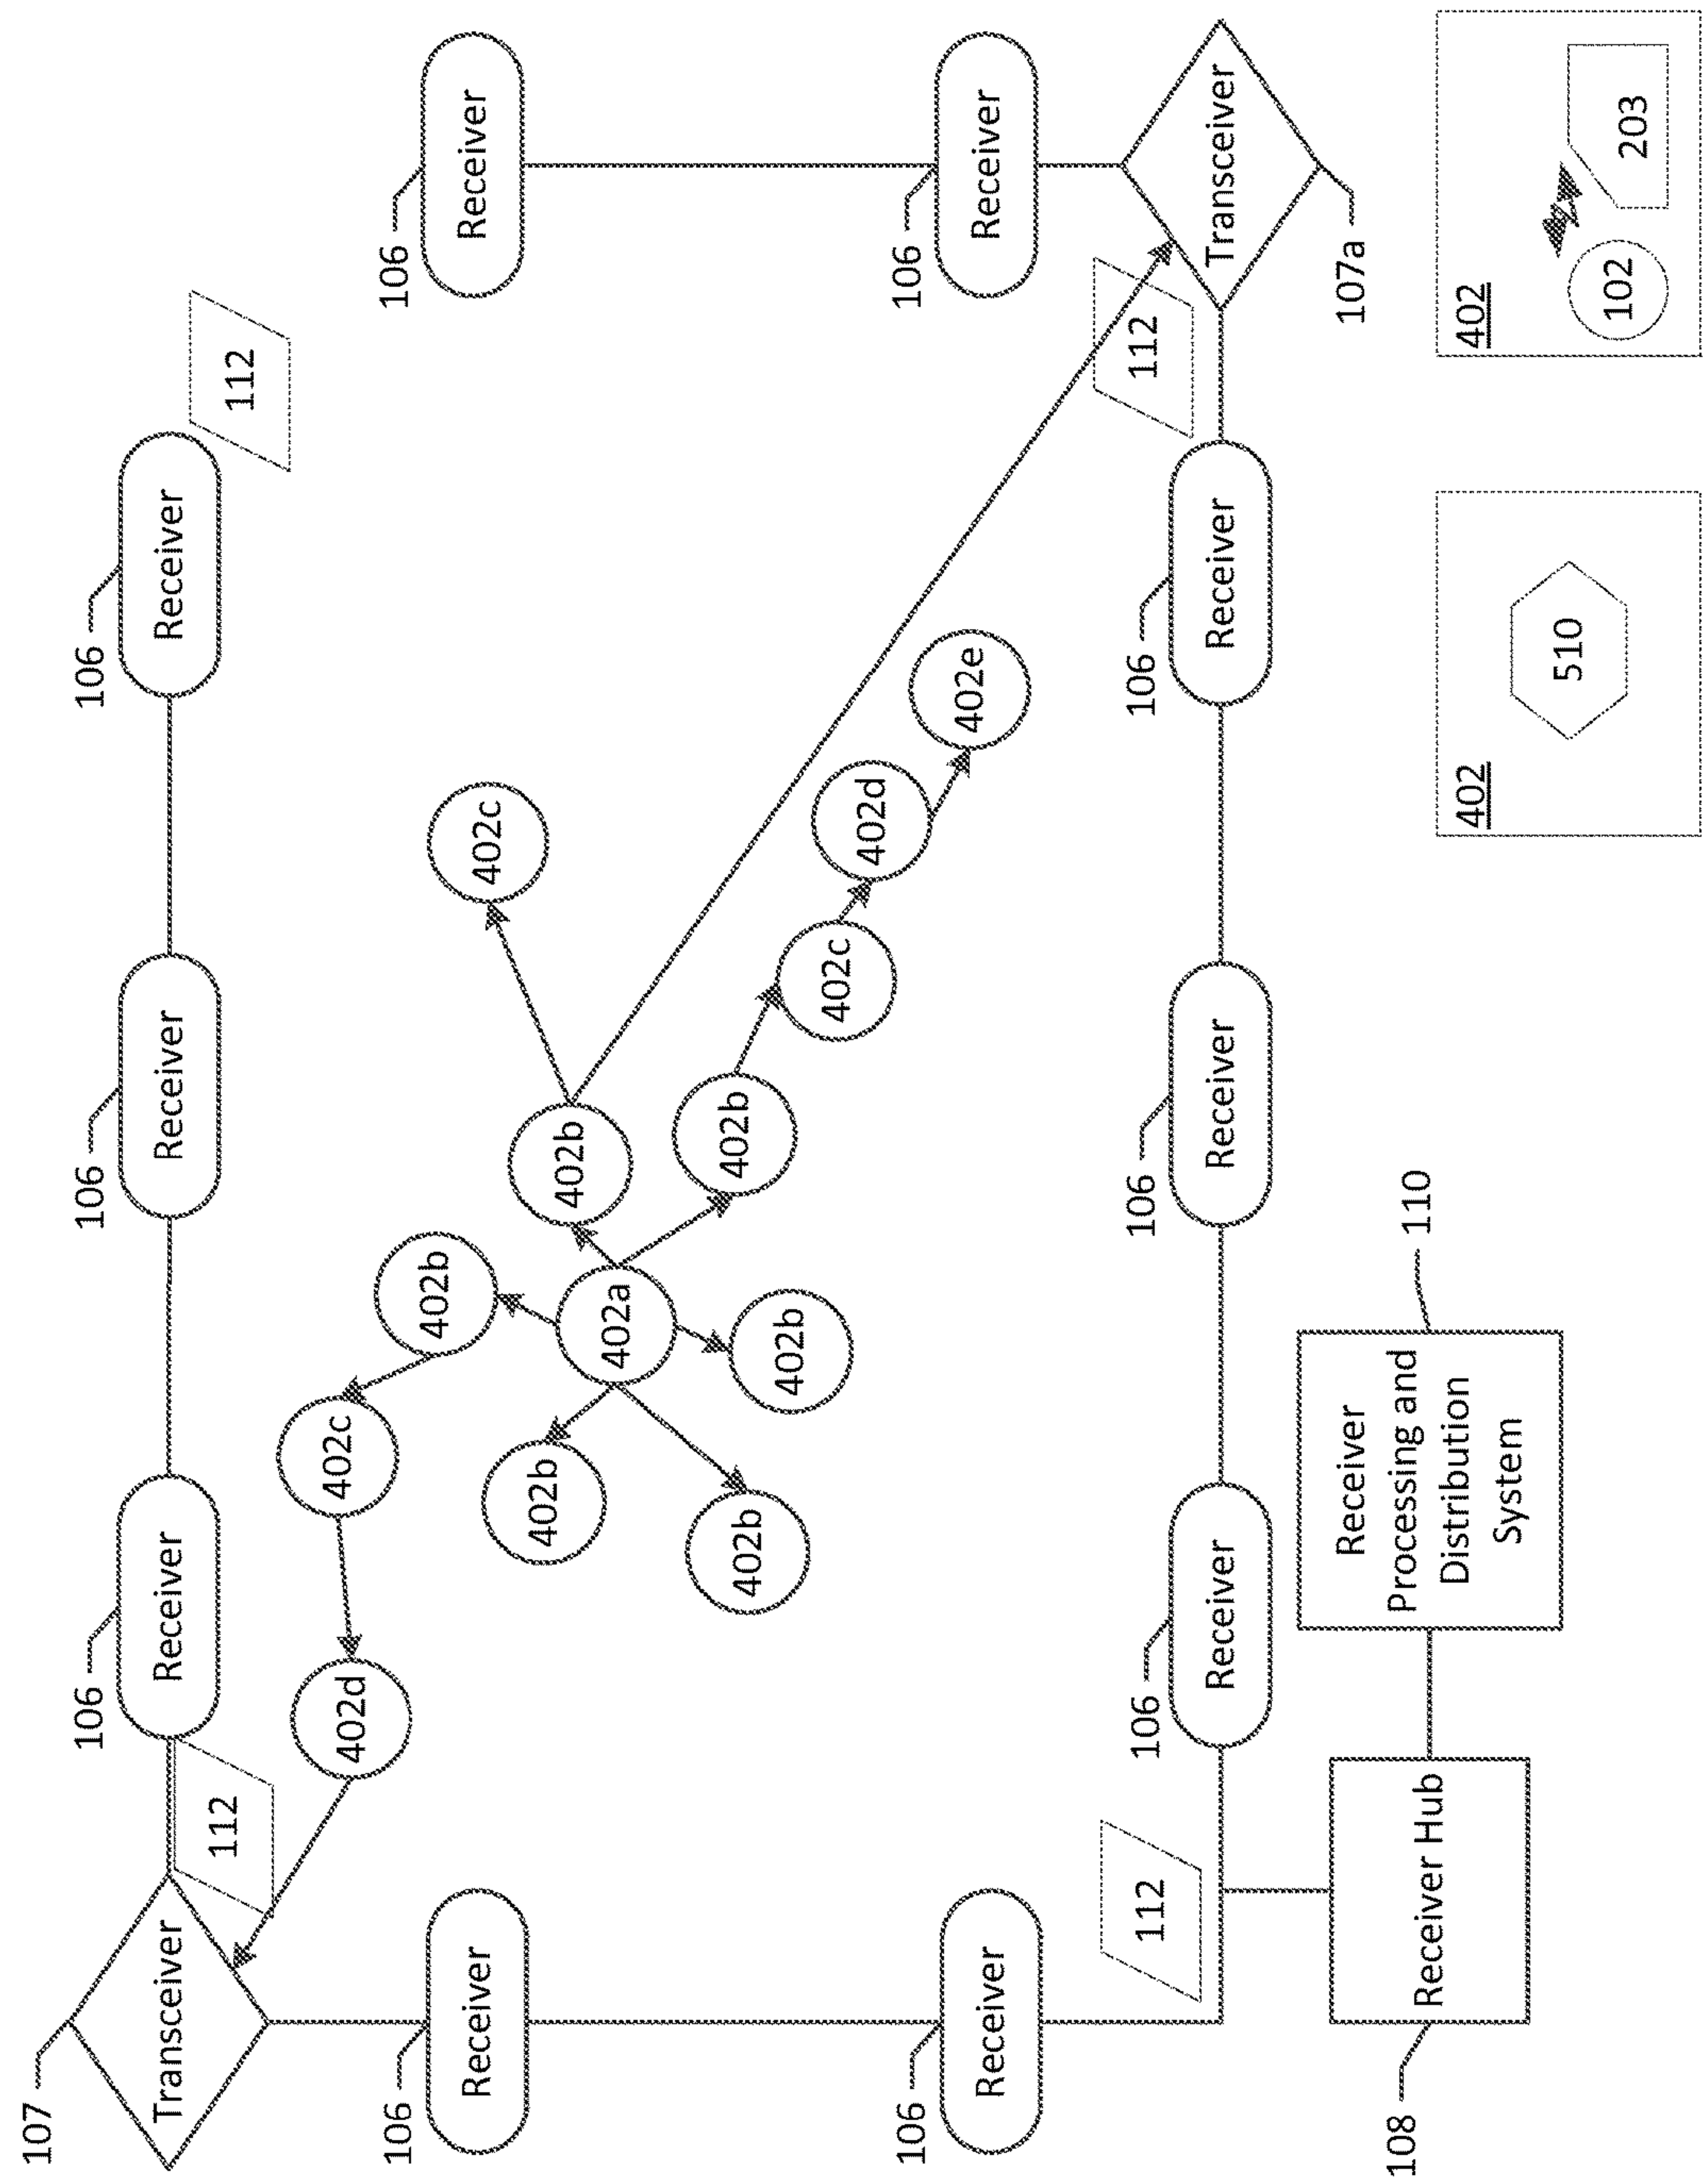 107
106
106
106
Transceiver
Receiver
Receiver
Receiver
112
112
402d
402c
106
106
402b
Receiver
402c
Receiver
402b
402b
402a
402b
402b
402b
402c
402d
106
106
402e
Receiver
Receiver
112
106
106
106
112
Receiver
Receiver
Receiver
Transceiver
107a
108
Receiver Hub
Receiver
Processing and
Distribution
System
110
402
510
402
102
203